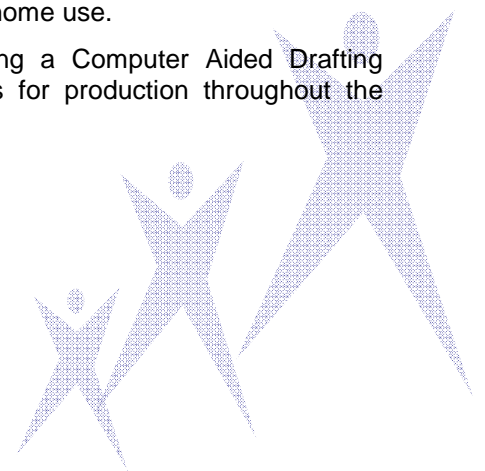 home use.
ng a Computer Aided Drafting
s for production throughout the